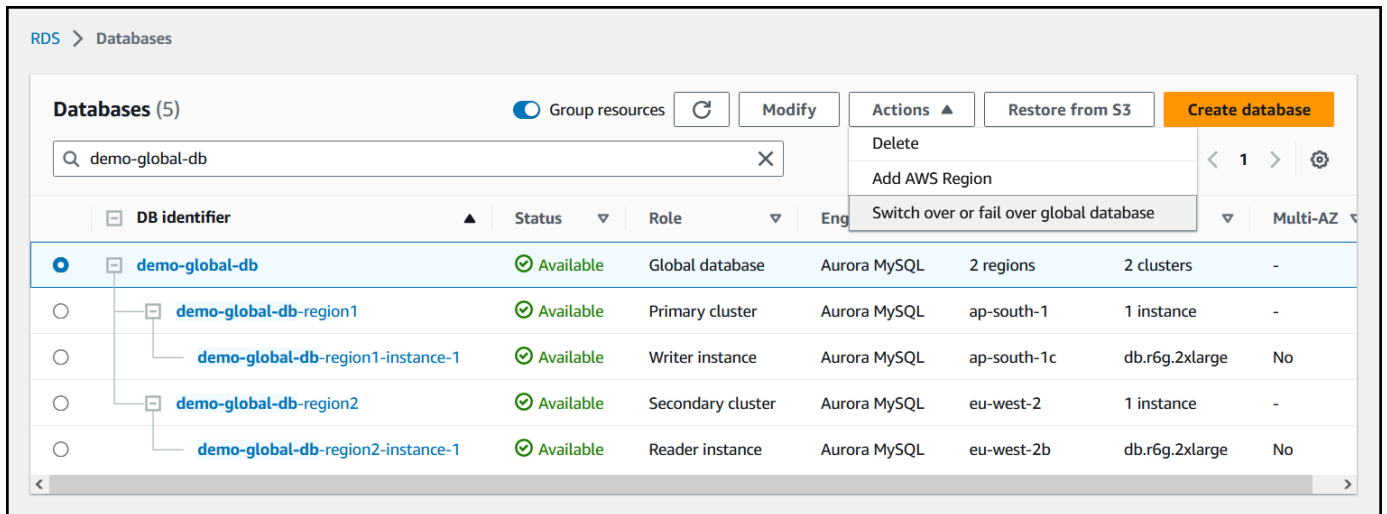 RDS > Databases
Databases (5) Group resources Modify Actions Restore from S3 Create database
demo-global-db 1
Delete
Add AWS Region
Switch over or fail over global database
DB identifier Status Role Multi-AZ
demo-global-db Available Global database Aurora MySQL 2 regions 2 clusters -
demo-global-db-region1 Available Primary cluster Aurora MySQL ap-south-1 1 instance -
demo-global-db-region1-instance-1 Available Writer instance Aurora MySQL ap-south-1c db.r6g.2xlarge No
demo-global-db-region2 Available Secondary cluster Aurora MySQL eu-west-2 1 instance -
demo-global-db-region2-instance-1 Available Reader instance Aurora MySQL eu-west-2b db.r6g.2xlarge No